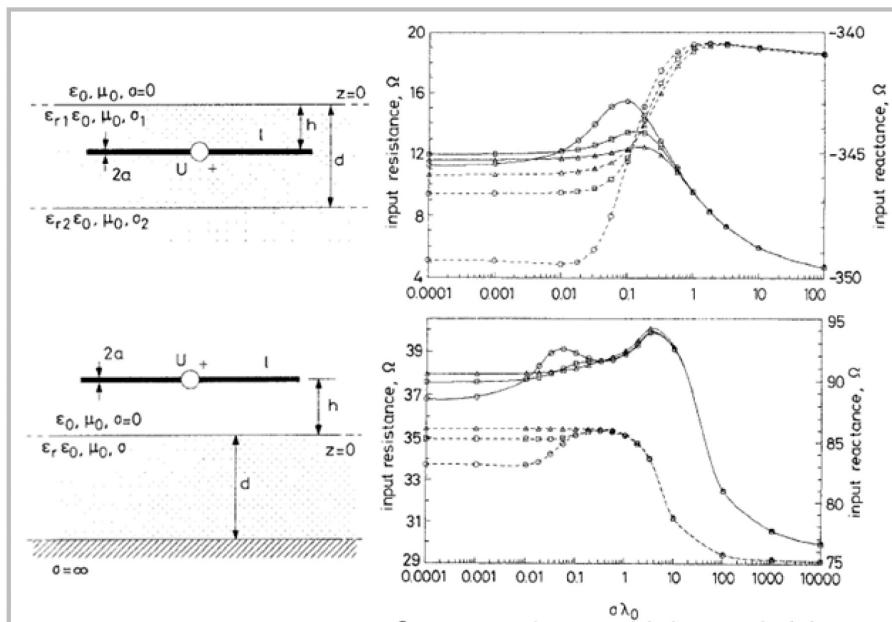 ε₀, μ₀, σ=0 z=0
εr1 ε₀, μ₀, σ₁
h
l
d
2a
U +
εr2 ε₀, μ₀, σ₂
input resistance, Ω
20
16
12
8
4
0.0001 0.001 0.01 0.1 1 10 100
-340
-345
-350
input reactance, Ω
2a
U +
l
h
ε₀, μ₀, σ=0
εr ε₀, μ₀, σ z=0
d
σ=∞
input resistance, Ω
39
37
35
33
31
29
0.0001 0.001 0.01 0.1 1 10 100 1000 10000
95
90
85
80
75
input reactance, Ω
σλ₀